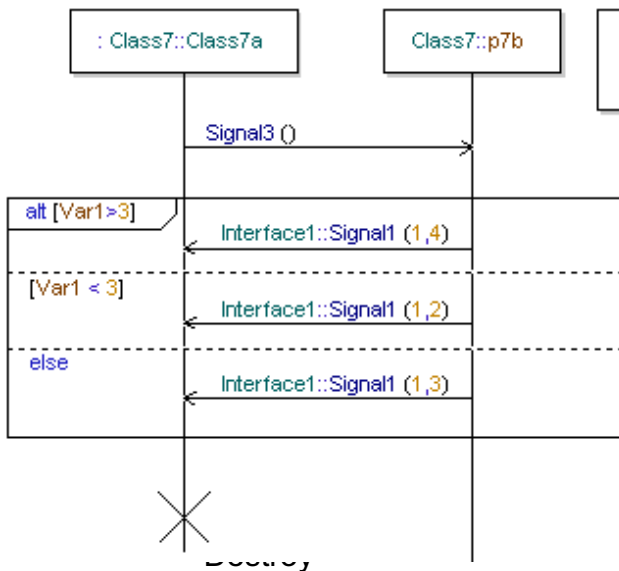 : Class7::Class7a
Class7::p7b
Signal3 ()
alt [Var1>3]
Interface1::Signal1 (1,4)
[Var1 < 3]
Interface1::Signal1 (1,2)
else
Interface1::Signal1 (1,3)
Destroy